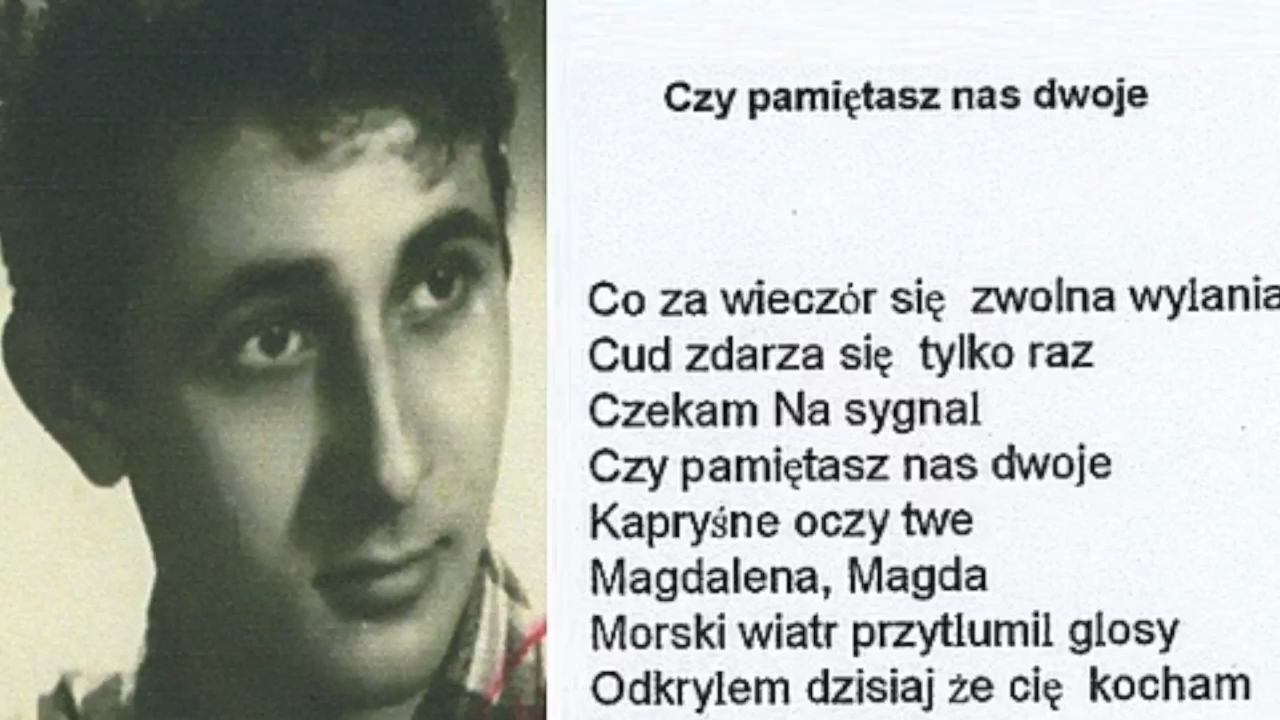 Czy pamiętasz nas dwoje
Co za wieczór się zwolna wylania
Cud zdarza się tylko raz
Czekam Na sygnal
Czy pamiętasz nas dwoje
Kapryśne oczy twe
Magdalena, Magda
Morski wiatr przytlumil glosy
Odkrylem dzisiaj że cię kocham